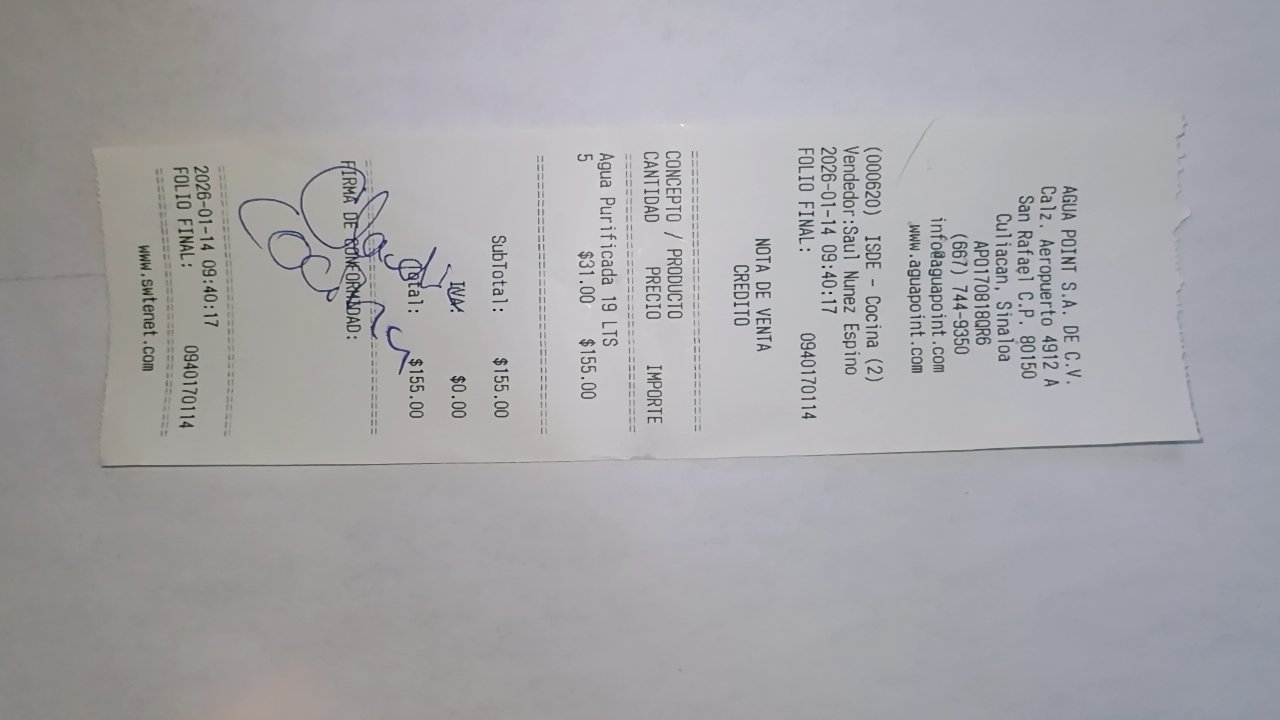 AGUA POINT S.A. DE C.V.
Calz. Aeropuerto 4912 A
San Rafael C.P. 80150
Culiacan, Sinaloa
APO170818QR6
(667) 744-9350
info@aguapoint.com
www.aguapoint.com
(000620) ISDE - Cocina (2)
Vendedor:Saul Nunez Espino
2026-01-14 09:40:17
FOLIO FINAL: 0940170114
NOTA DE VENTA
CREDITO
CONCEPTO / PRODUCTO
CANTIDAD PRECIO IMPORTE
Agua Purificada 19 LTS
5 $31.00 $155.00
SubTotal: $155.00
IVA: $0.00
Total: $155.00
FIRMA DE CONFORMIDAD:
2026-01-14 09:40:17
FOLIO FINAL: 0940170114
www.swtenet.com